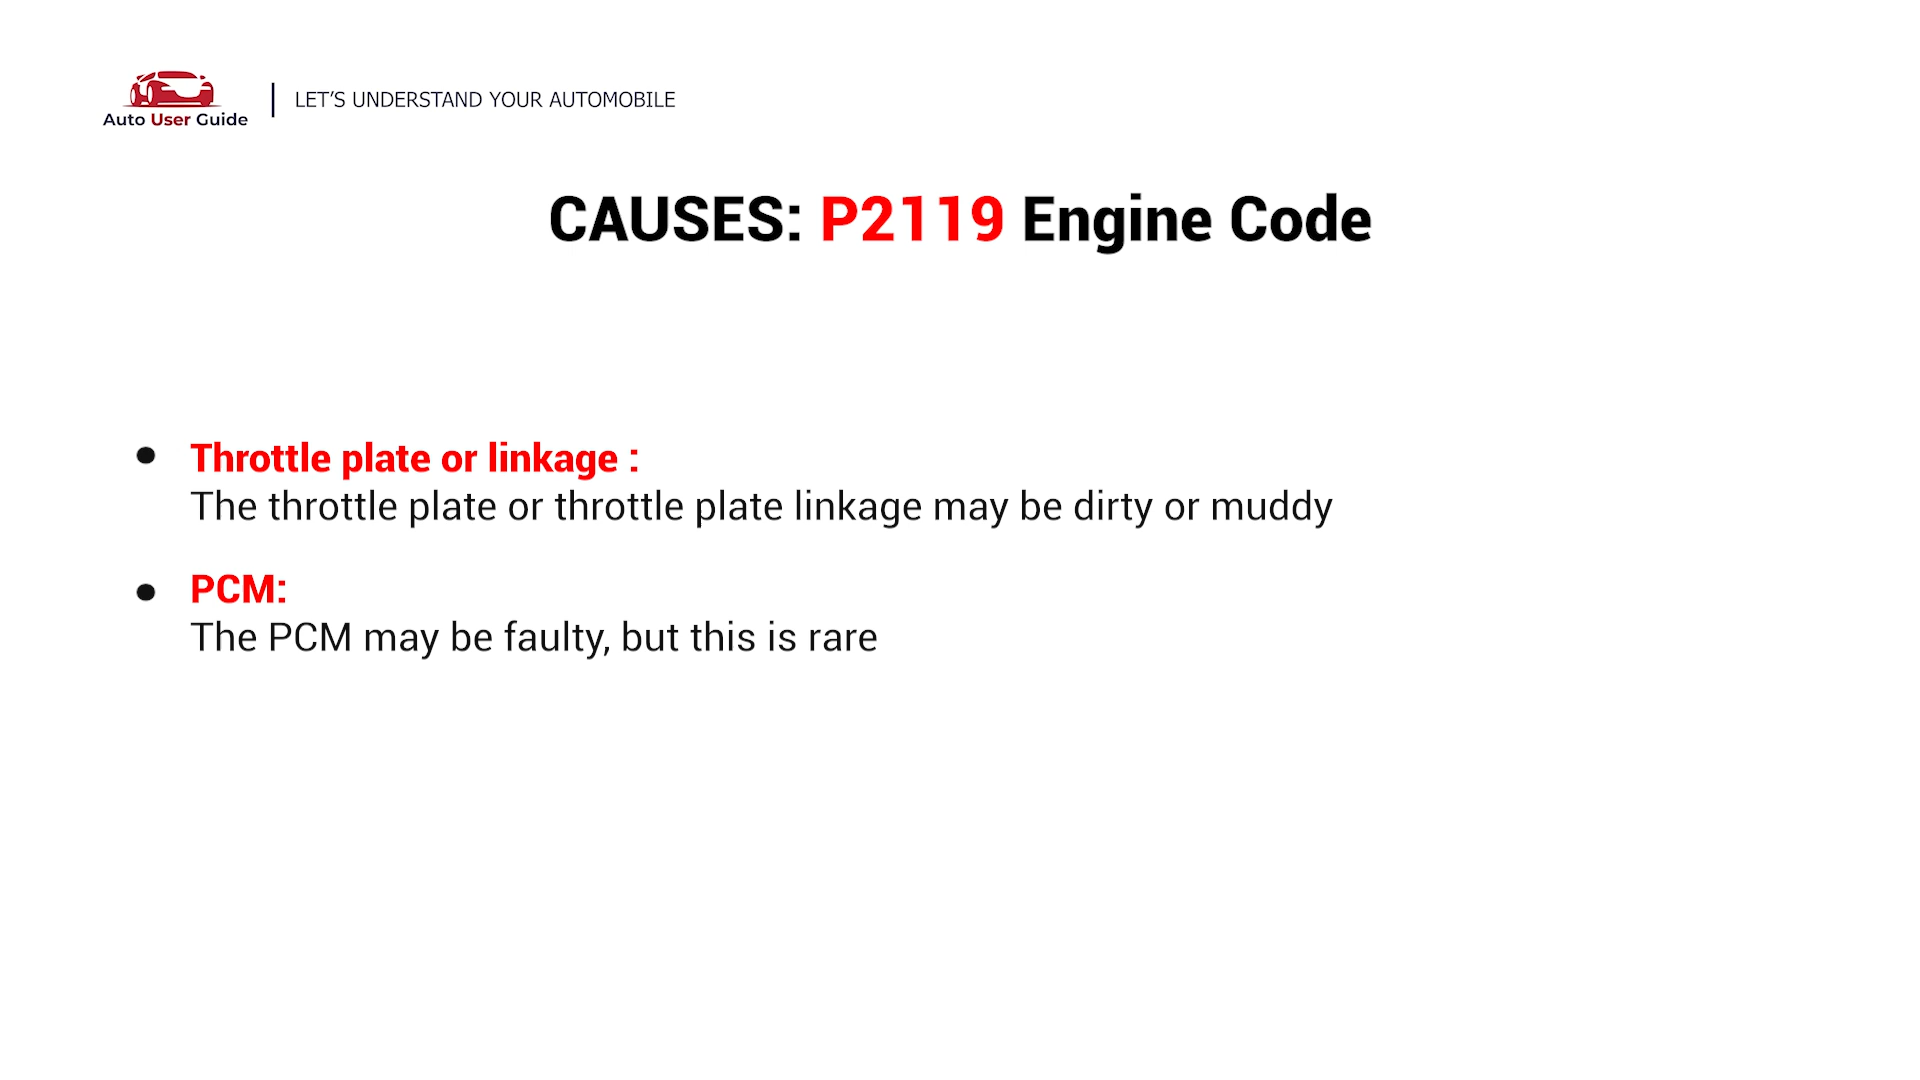 Auto User Guide
LET’S UNDERSTAND YOUR AUTOMOBILE
CAUSES: P2119 Engine Code
Throttle plate or linkage :
The throttle plate or throttle plate linkage may be dirty or muddy
PCM:
The PCM may be faulty, but this is rare